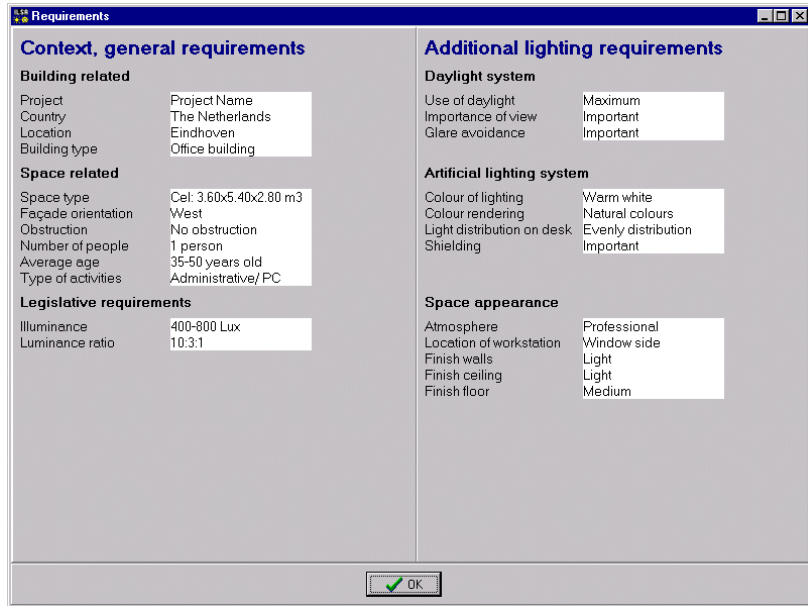 ILSA
Requirements
Context, general requirements
Building related
Project Project Name
Country The Netherlands
Location Eindhoven
Building type Office building
Space related
Space type Cel: 3.60x5.40x2.80 m3
Façade orientation West
Obstruction No obstruction
Number of people 1 person
Average age 35-50 years old
Type of activities Administrative/ PC
Legislative requirements
Illuminance 400-800 Lux
Luminance ratio 10:3:1
Additional lighting requirements
Daylight system
Use of daylight Maximum
Importance of view Important
Glare avoidance Important
Artificial lighting system
Colour of lighting Warm white
Colour rendering Natural colours
Light distribution on desk Evenly distribution
Shielding Important
Space appearance
Atmosphere Professional
Location of workstation Window side
Finish walls Light
Finish ceiling Light
Finish floor Medium
OK